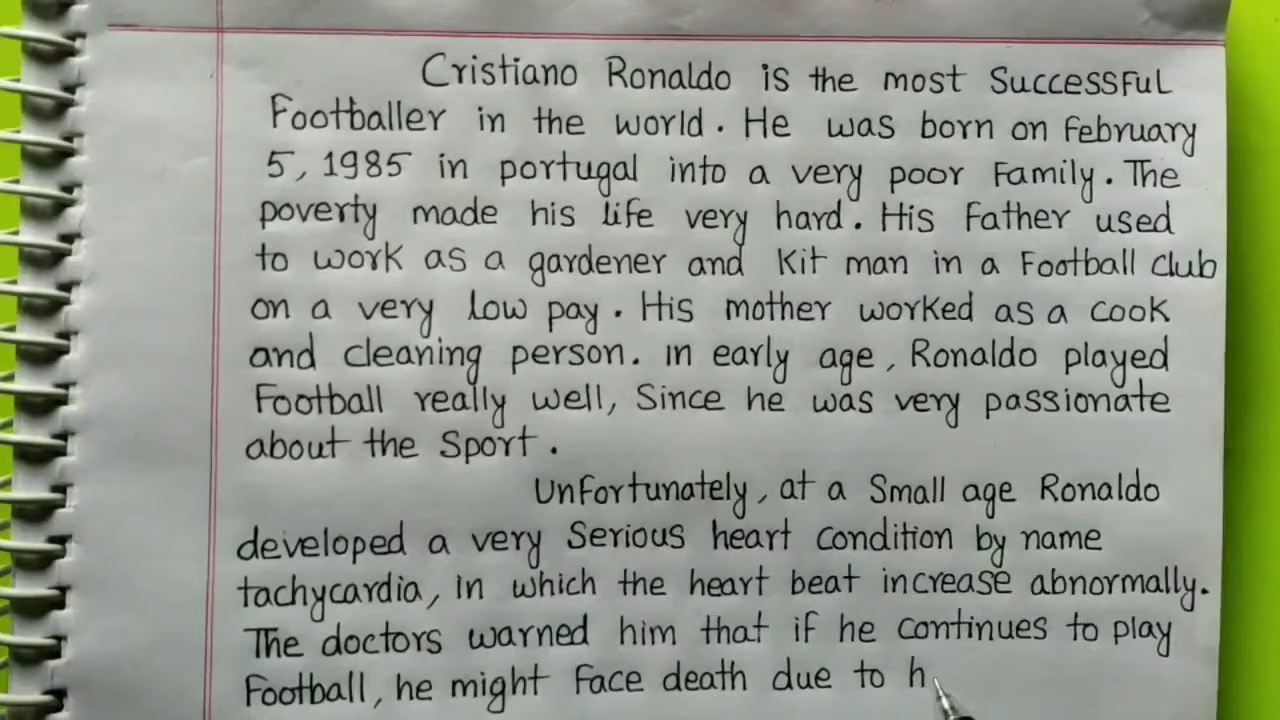 Cristiano Ronaldo is the most Successful
Footballer in the world. He was born on February
5, 1985 in portugal into a very poor Family. The
poverty made his life very hard. His Father used
to work as a gardener and Kit man in a Football club
on a very low pay. His mother worked as a cook
and cleaning person. in early age, Ronaldo played
Football really well, Since he was very passionate
about the Sport.
Unfortunately, at a Small age Ronaldo
developed a very Serious heart condition by name
tachycardia, in which the heart beat increase abnormally.
The doctors warned him that if he continues to play
Football, he might Face death due to h